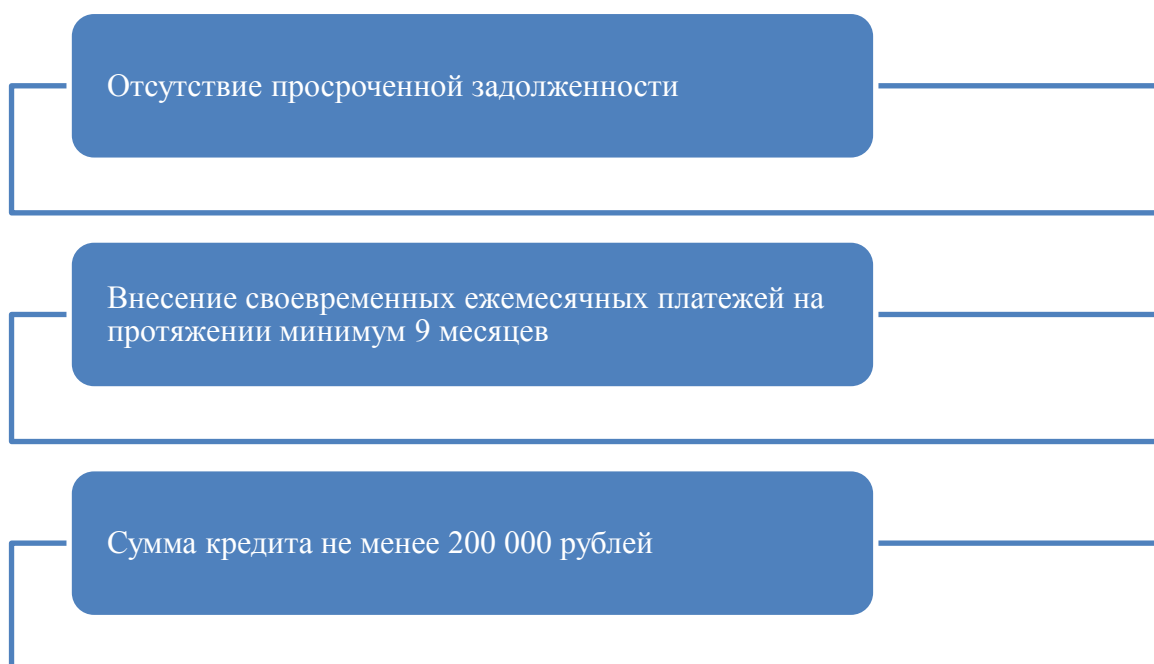 Отсутствие просроченной задолженности
Внесение своевременных ежемесячных платежей на
протяжении минимум 9 месяцев
Сумма кредита не менее 200 000 рублей